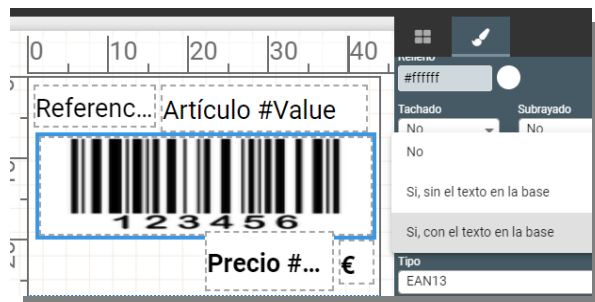 0 10 20 30 40
Relleno
#ffffff
Referenc... Artículo #Value
Tachado Subrayado
No No
No
Si, sin el texto en la base
123456
Si, con el texto en la base
Precio #... €
Tipo
EAN13